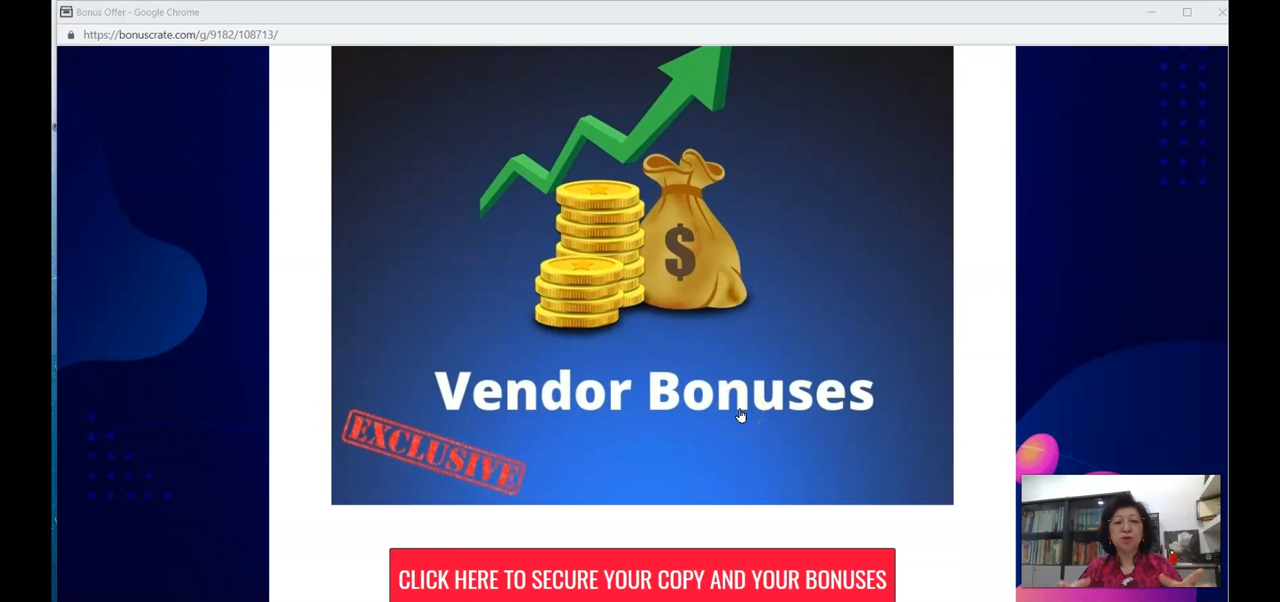 Bonus Offer - Google Chrome
https://bonuscrate.com/g/9182/108713/
$
Vendor Bonuses
EXCLUSIVE
CLICK HERE TO SECURE YOUR COPY AND YOUR BONUSES